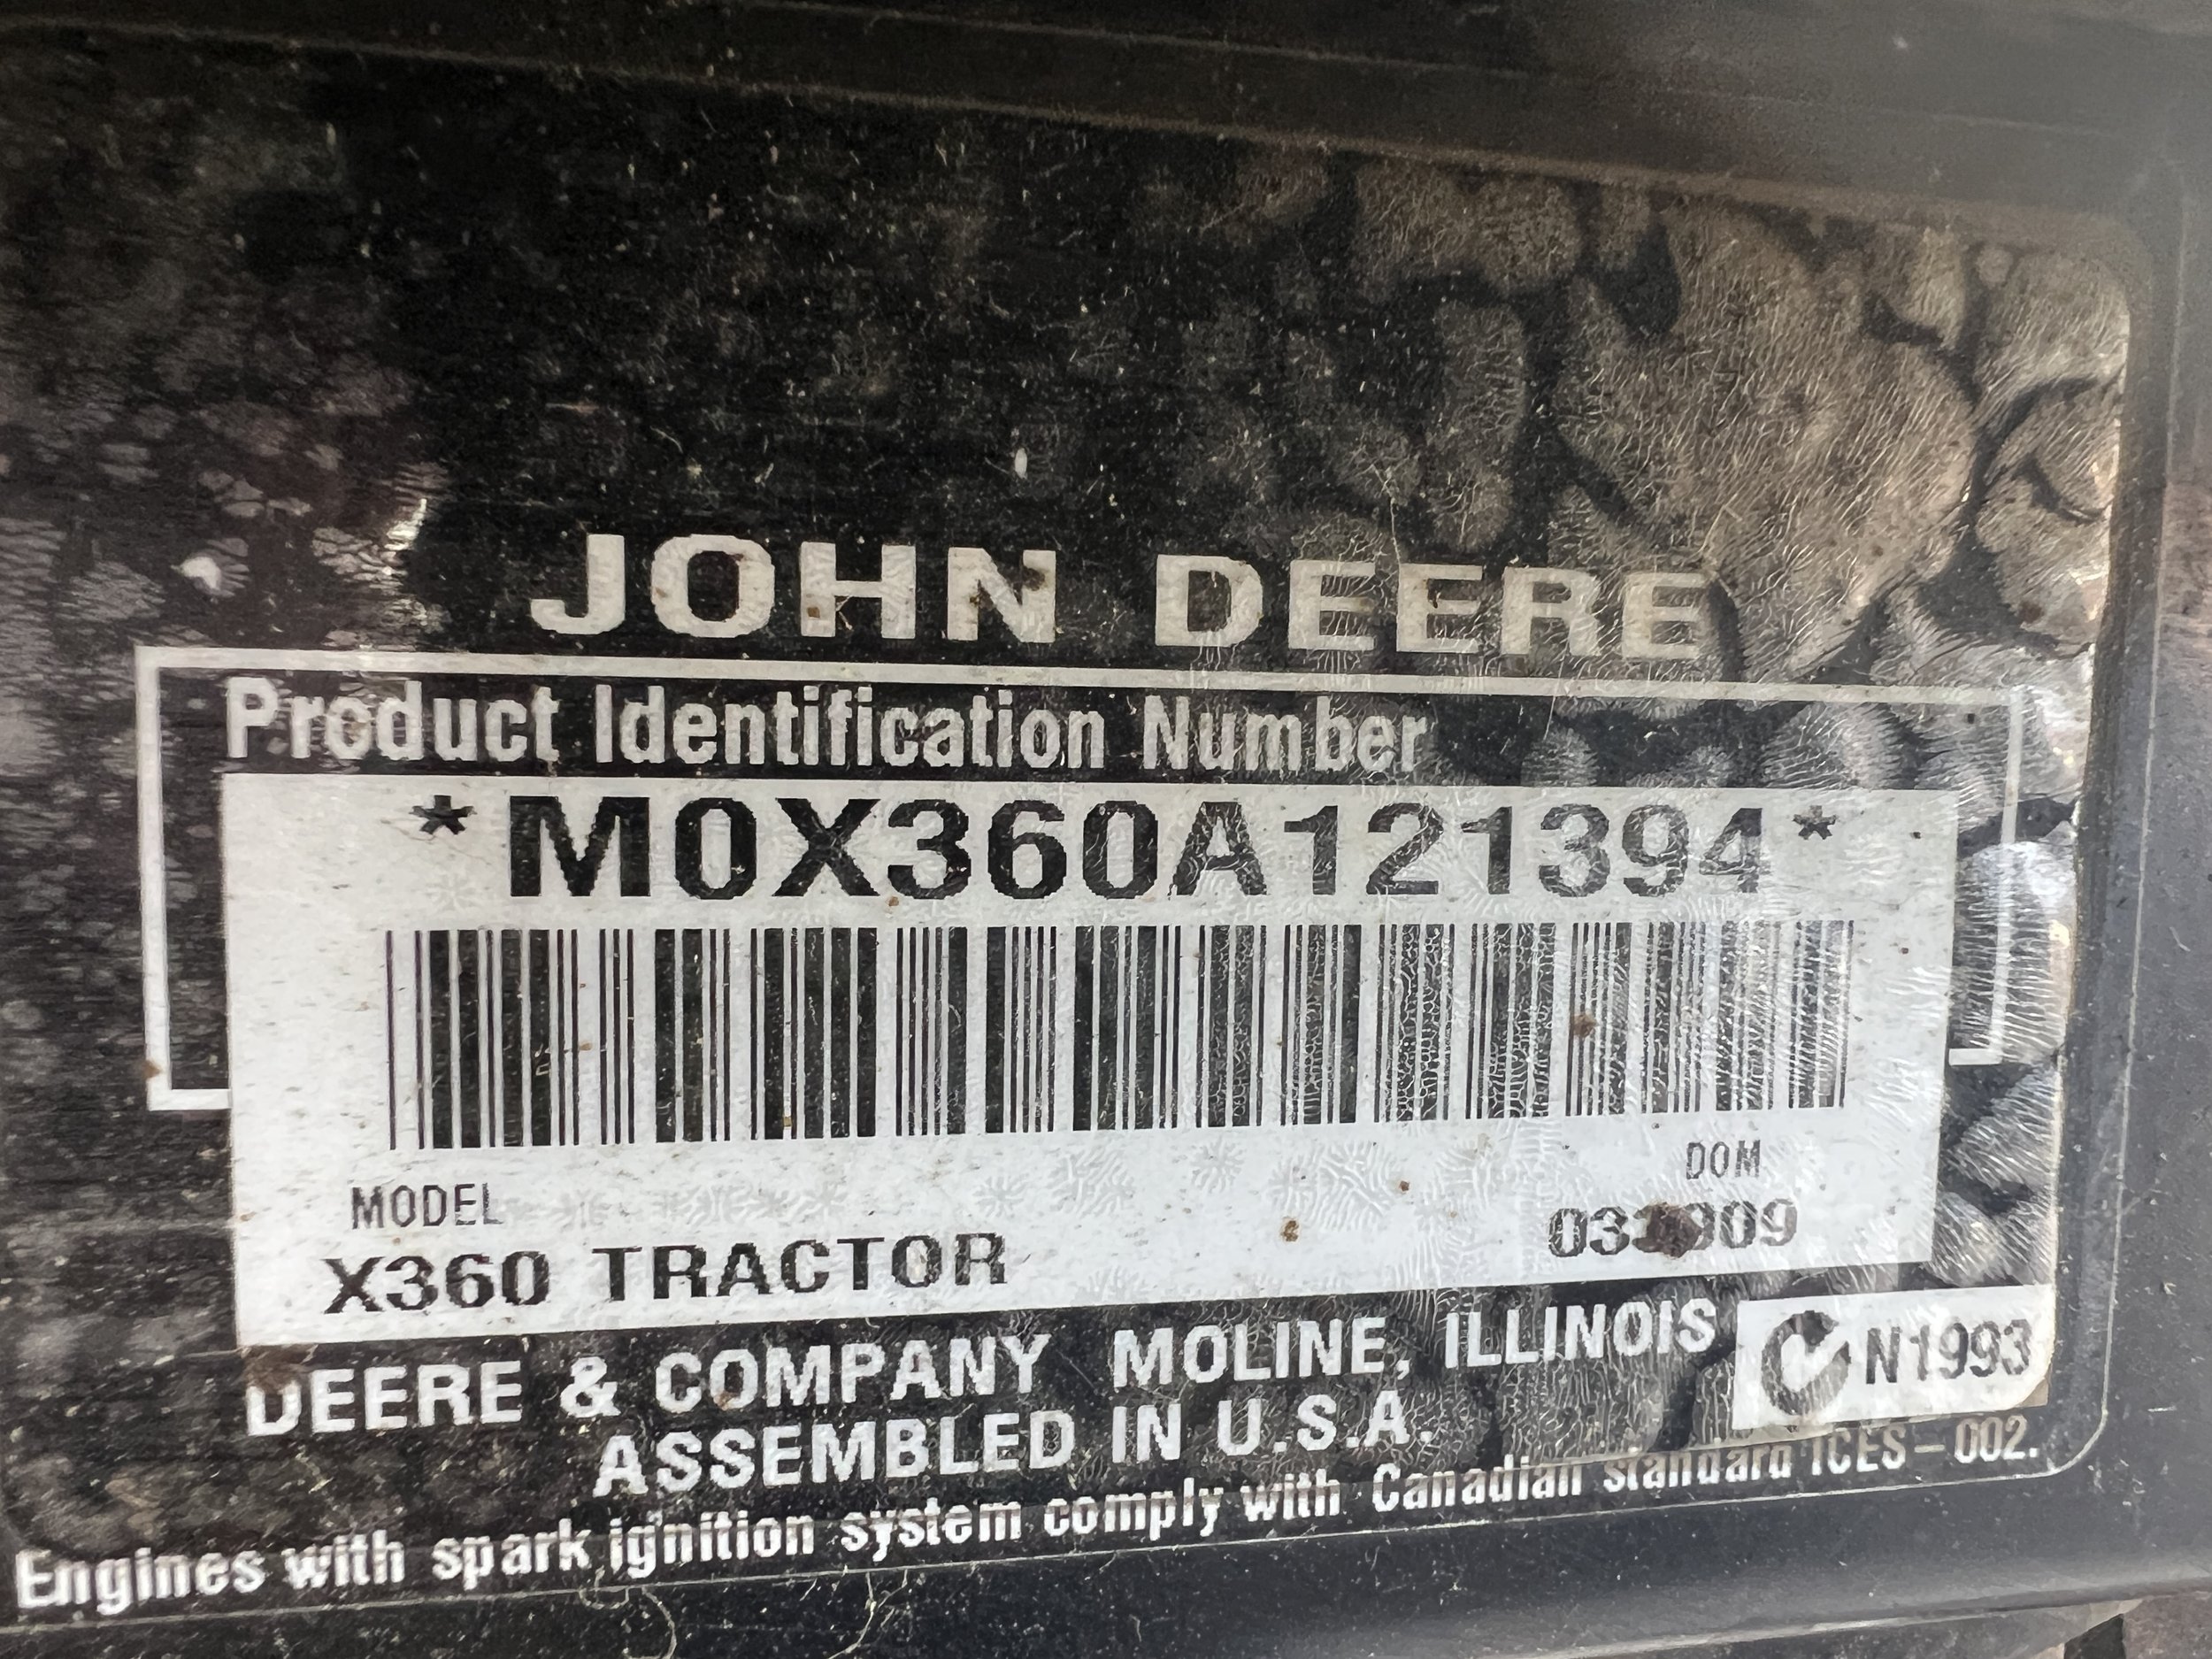 JOHN DEERE
Product Identification Number
*M0X360A121394*
MODEL
DOM
X360 TRACTOR
DEERE & COMPANY MOLINE, ILLINOIS
N1993
ASSEMBLED IN U.S.A.
Engines with spark ignition system comply with Canadian standard ICES-002.